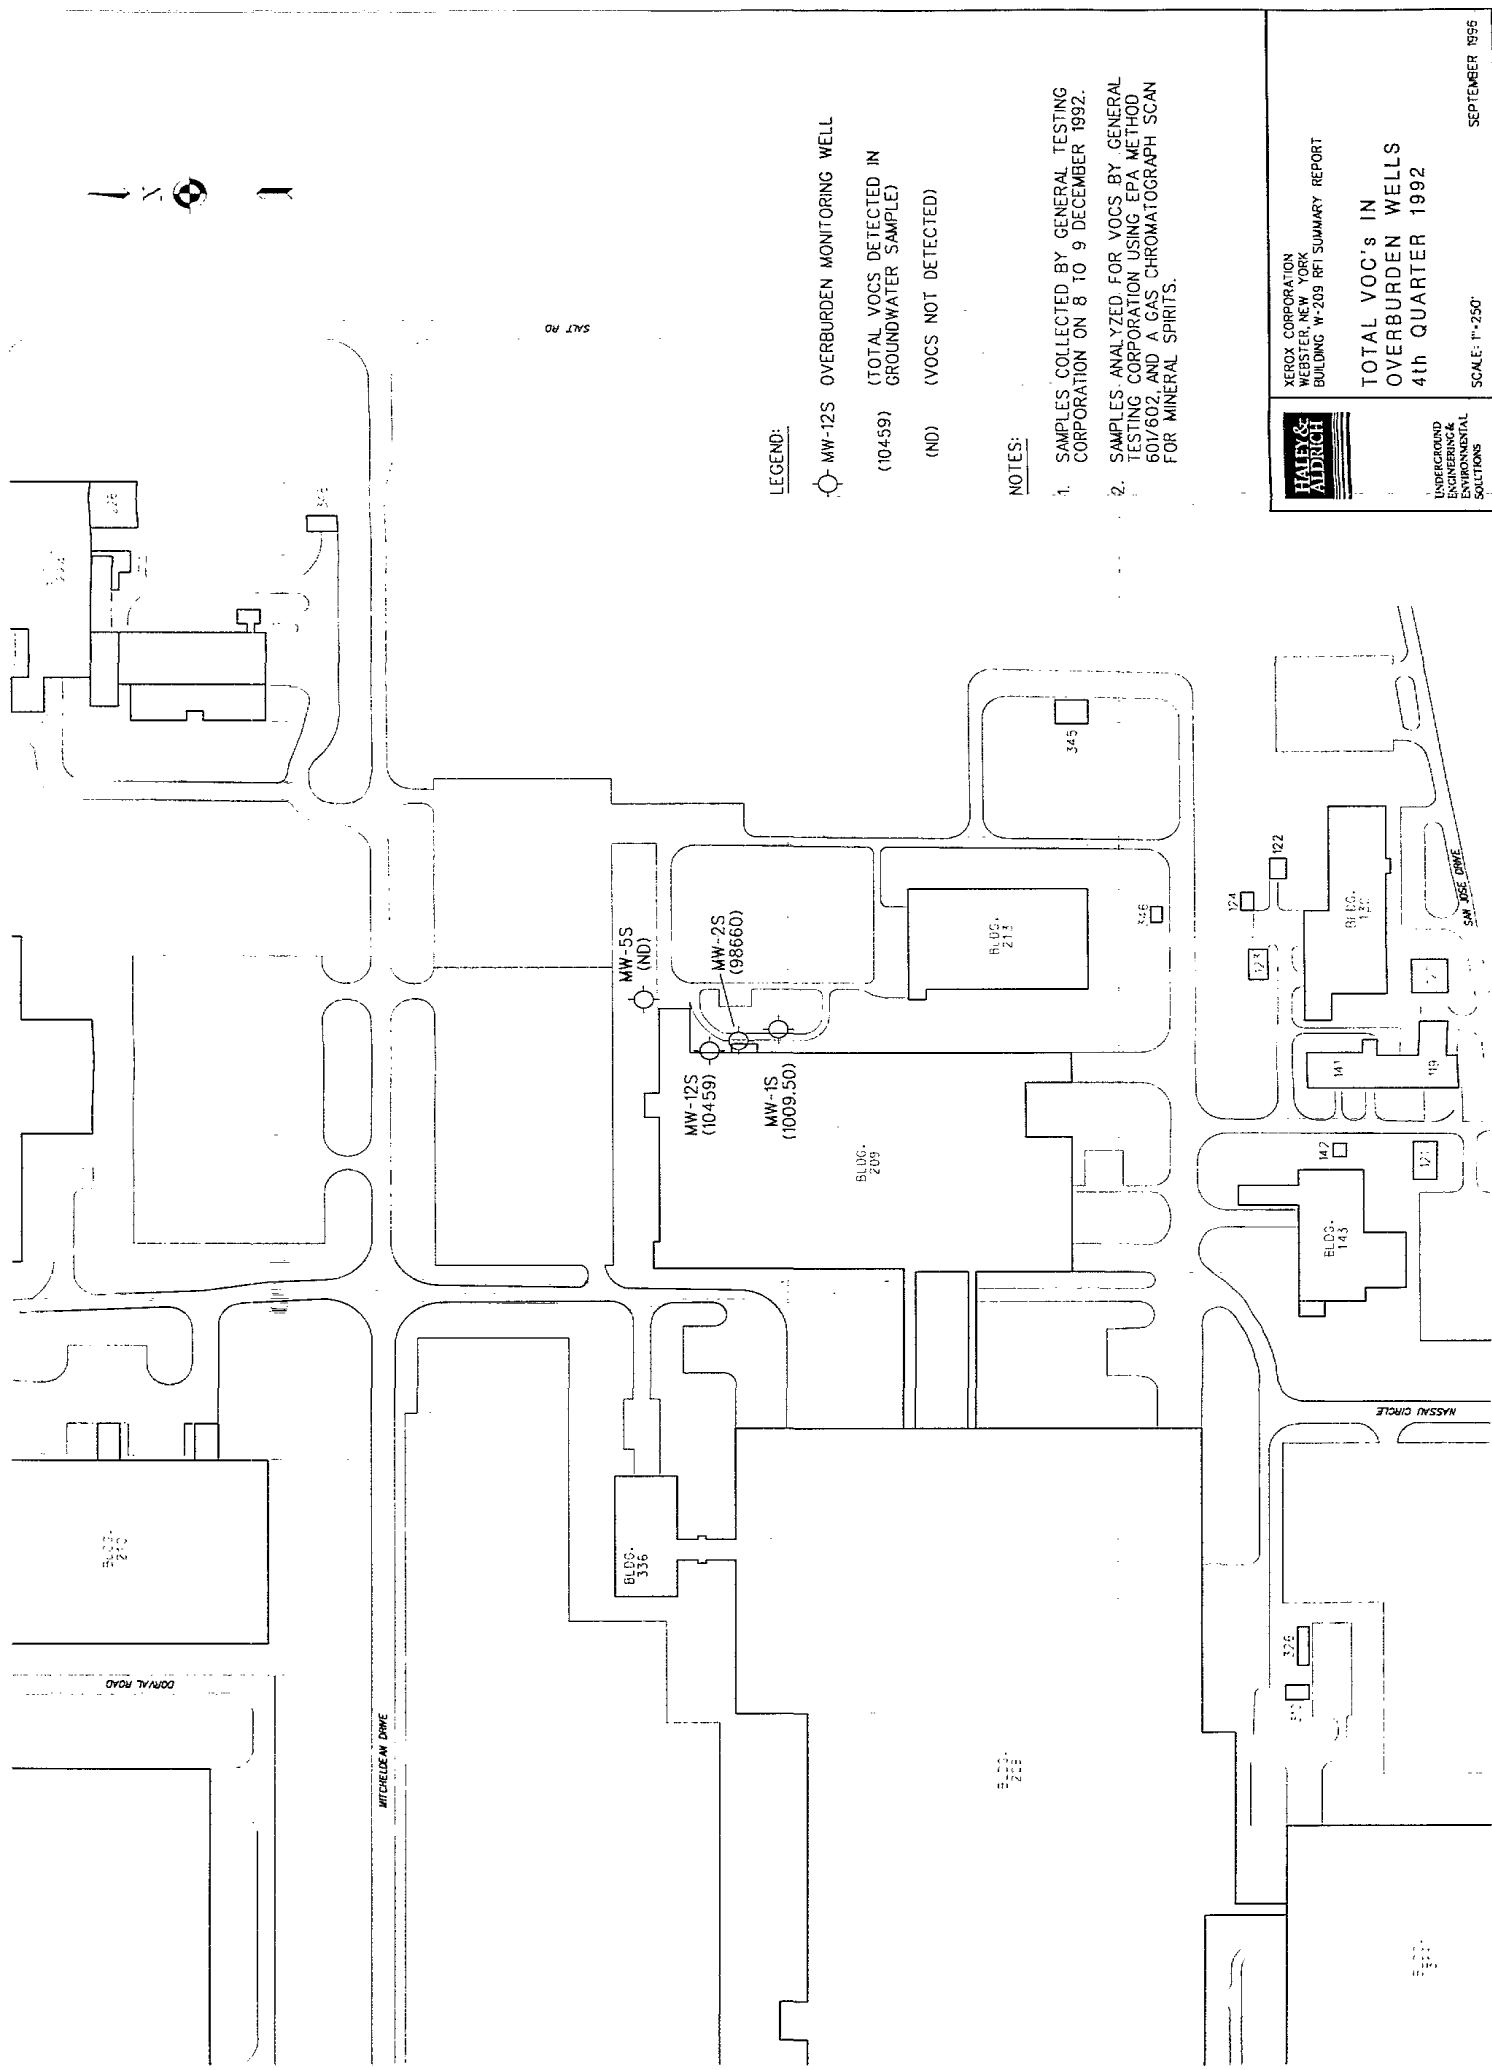 LEGEND:
MW-12S OVERBURDEN MONITORING WELL
(10459) (TOTAL VOCS DETECTED IN
GROUNDWATER SAMPLE)
(ND) (VOCS NOT DETECTED)
NOTES:
1. SAMPLES COLLECTED BY GENERAL TESTING
CORPORATION ON 8 TO 9 DECEMBER 1992.
2. SAMPLES ANALYZED FOR VOCS BY GENERAL
TESTING CORPORATION USING EPA METHOD
601/602, AND A GAS CHROMATOGRAPH SCAN
FOR MINERAL SPIRITS.
HALEY &
ALDRICH
UNDERGROUND
ENGINEERING &
ENVIRONMENTAL
SOLUTIONS
XEROX CORPORATION
WEBSTER, NEW YORK
BUILDING W-209 RFI SUMMARY REPORT
TOTAL VOC's IN
OVERBURDEN WELLS
4th QUARTER 1992
SCALE: 1"=250'
SEPTEMBER 1996
SALT RD
MW-5S
(ND)
MW-2S
(98660)
MW-12S
(10459)
MW-1S
(1009.50)
BLDG.
209
BLDG.
213
345
346
122
124
123
BLDG.
SAN JOSE DRIVE
141
119
142
121
BLDG.
143
NASSAU CIRCLE
BLDG.
336
326
DORVAL ROAD
MITCHELDEAN DRIVE